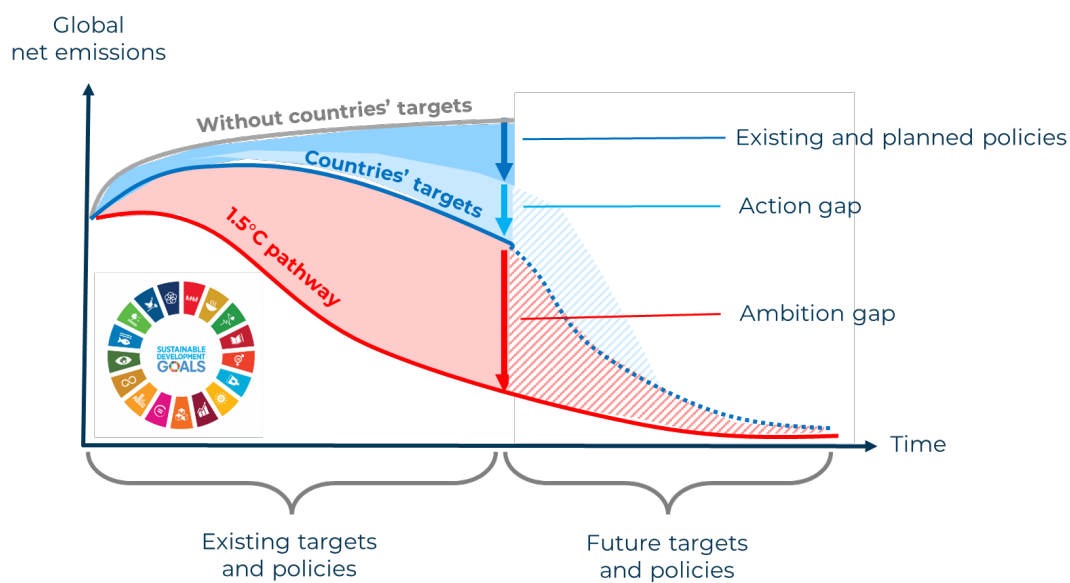 Global
net emissions
Without countries' targets
Existing and planned policies
Countries' targets
Action gap
1.5°C pathway
Ambition gap
SUSTAINABLE
DEVELOPMENT
GOALS
Time
Existing targets
and policies
Future targets
and policies